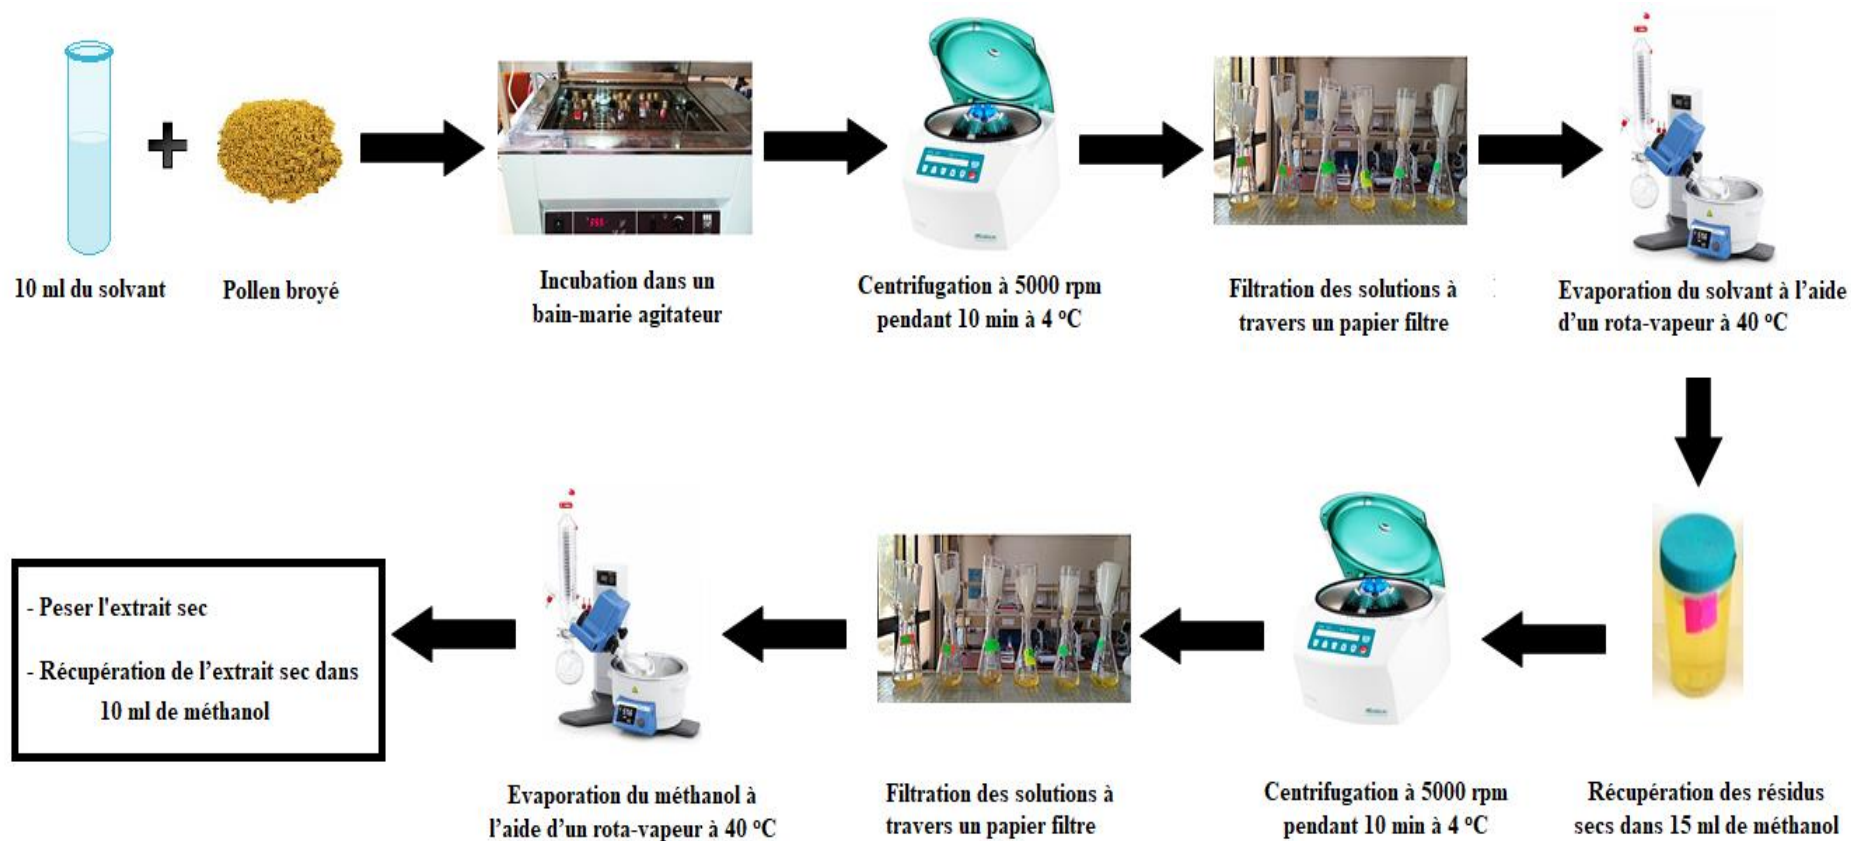 10 ml du solvant
Pollen broyé
Incubation dans un
bain-marie agitateur
Centrifugation à 5000 rpm
pendant 10 min à 4 °C
Filtration des solutions à
travers un papier filtre
Evaporation du solvant à l’aide
d’un rota-vapeur à 40 °C
Récupération des résidus
secs dans 15 ml de méthanol
Centrifugation à 5000 rpm
pendant 10 min à 4 °C
Filtration des solutions à
travers un papier filtre
Evaporation du méthanol à
l’aide d’un rota-vapeur à 40 °C
- Peser l'extrait sec
- Récupération de l’extrait sec dans
10 ml de méthanol